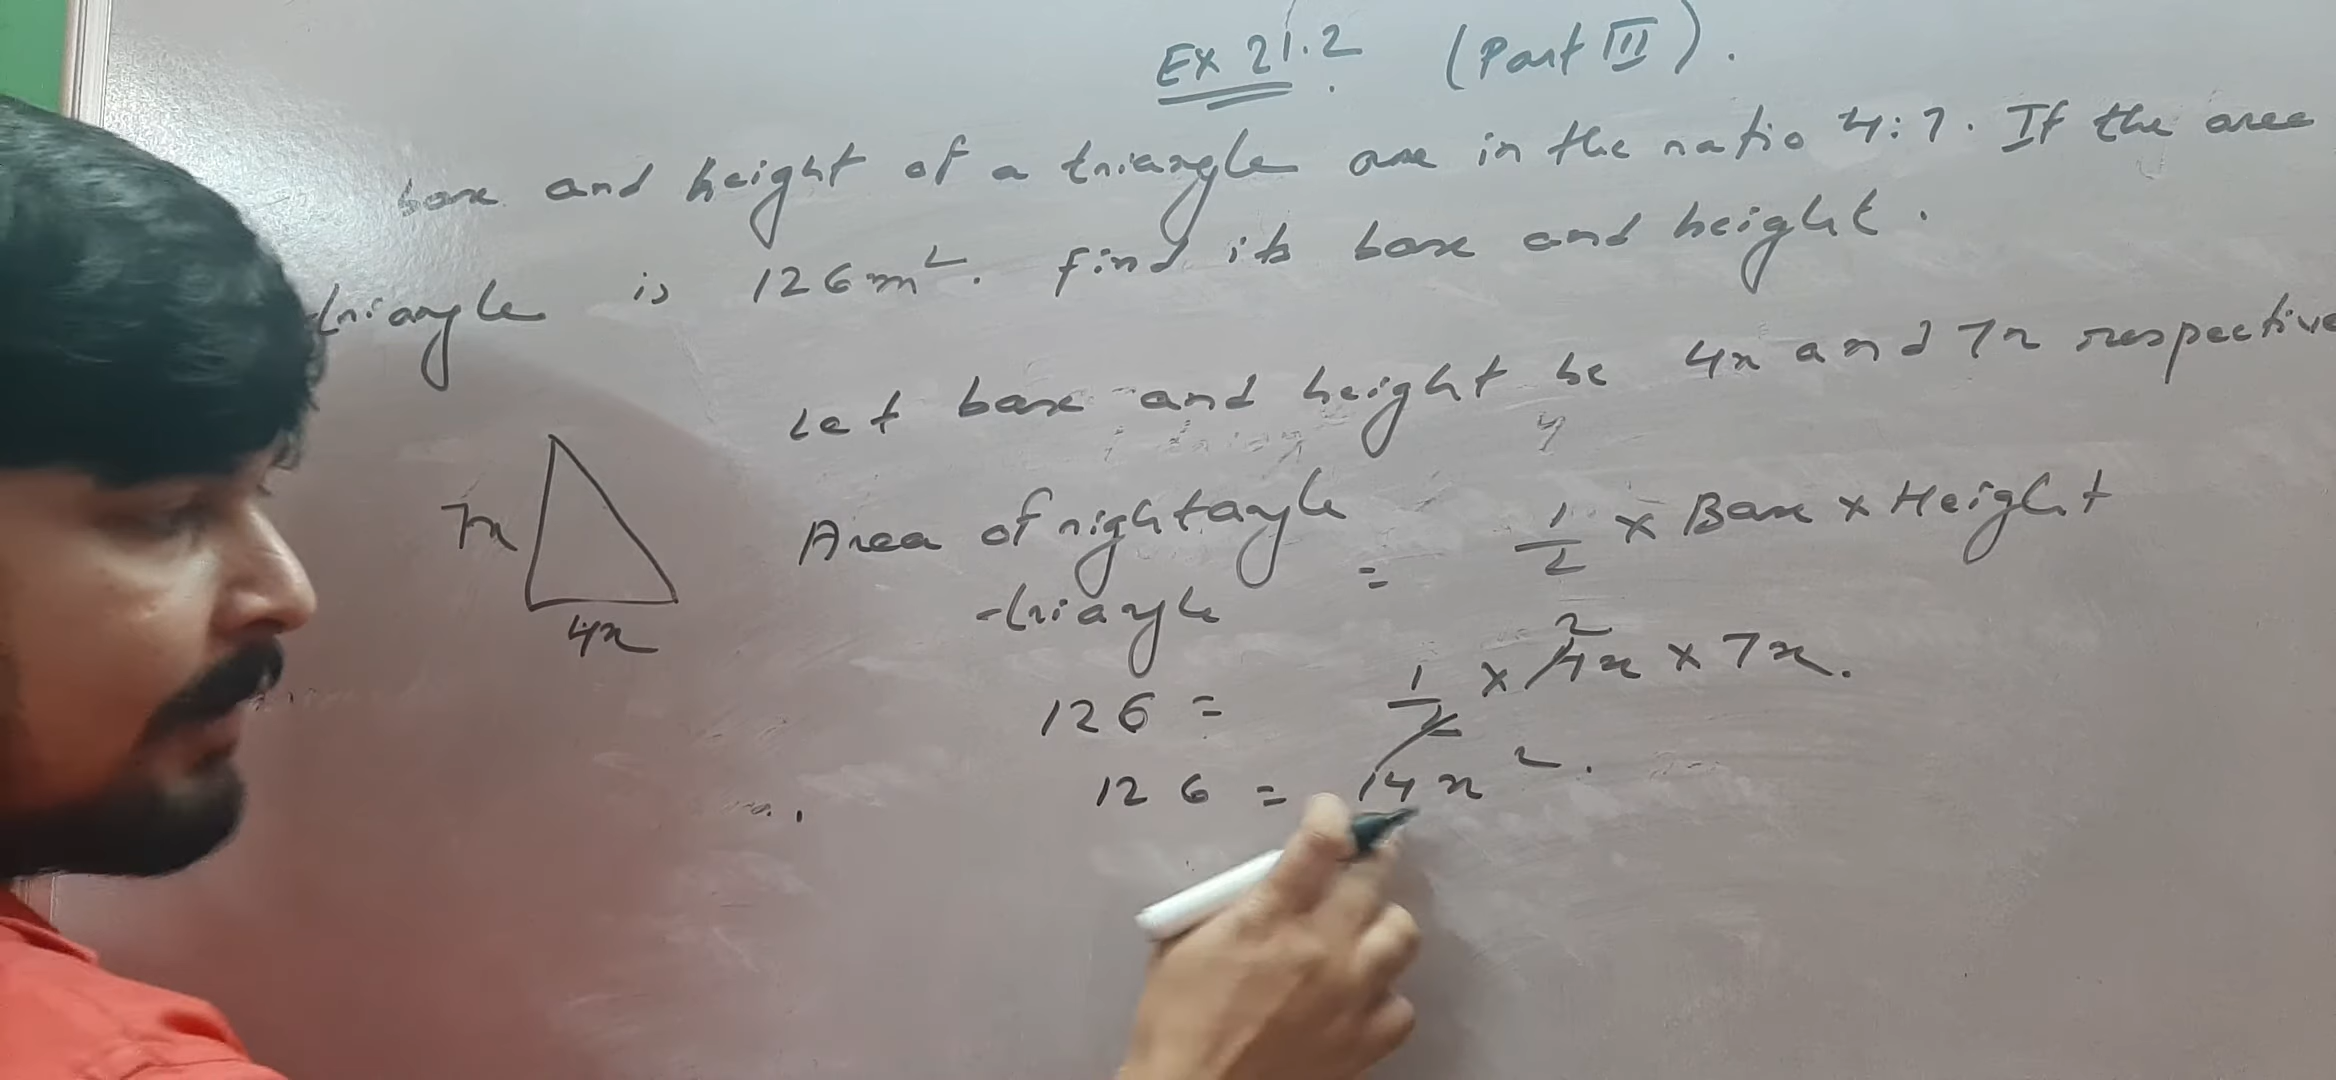 Ex 21.2 (Part III).
base and height of a triangle are in the ratio 4:7. If the area
triangle is 126m². find its base and height.
Let base and height be 4x and 7x respective
7x
4x
Area of rightangle = 1/2 × Base × Height
triangle
126 = 1/2 × 4x × 7x.
2
126 = 14x².